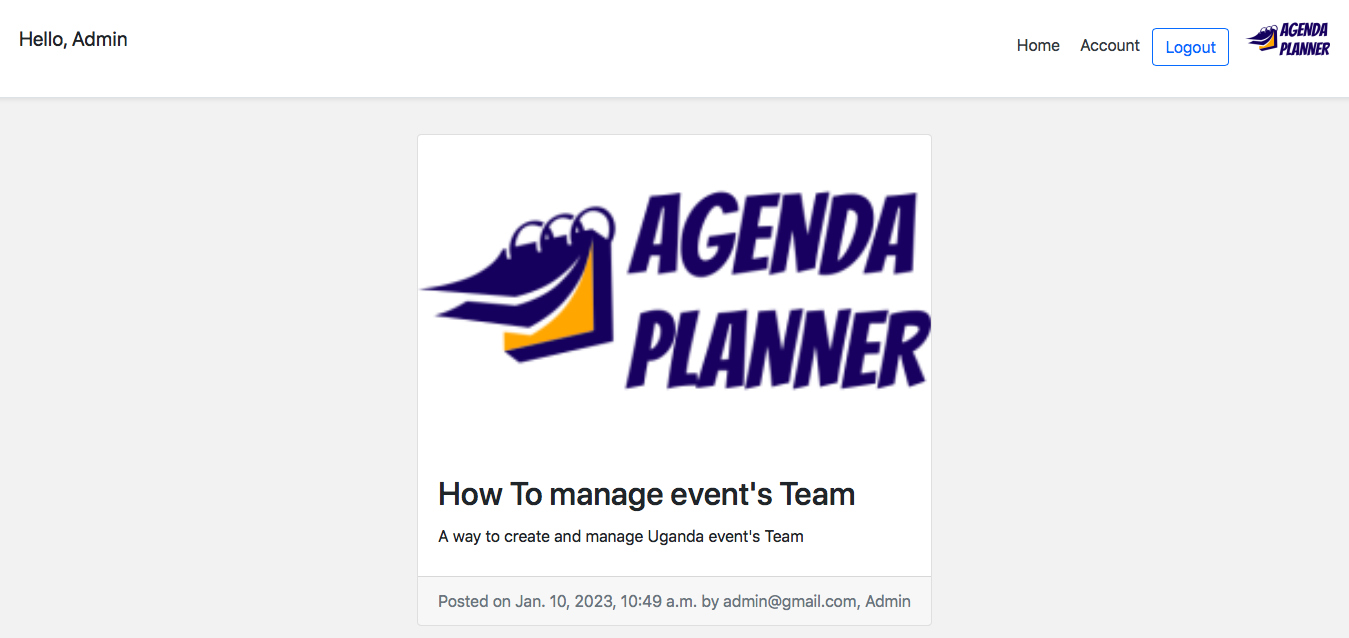 Hello, Admin
Home Account Logout AGENDA
PLANNER
AGENDA
PLANNER
How To manage event's Team
A way to create and manage Uganda event's Team
Posted on Jan. 10, 2023, 10:49 a.m. by admin@gmail.com, Admin